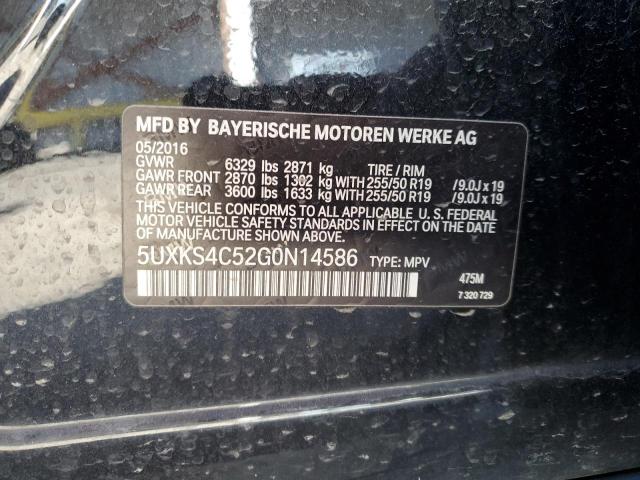 MFD BY BAYERISCHE MOTOREN WERKE AG
05/2016
GVWR 6329 lbs 2871 kg TIRE / RIM
GAWR FRONT 2870 lbs 1302 kg WITH 255/50 R19 /9.0J x 19
GAWR REAR 3600 lbs 1633 kg WITH 255/50 R19 /9.0J x 19
THIS VEHICLE CONFORMS TO ALL APPLICABLE U. S. FEDERAL
MOTOR VEHICLE SAFETY STANDARDS IN EFFECT ON THE DATE
OF MANUFACTURE SHOWN ABOVE.
5UXKS4C52G0N14586 TYPE: MPV
475M
7 320 729